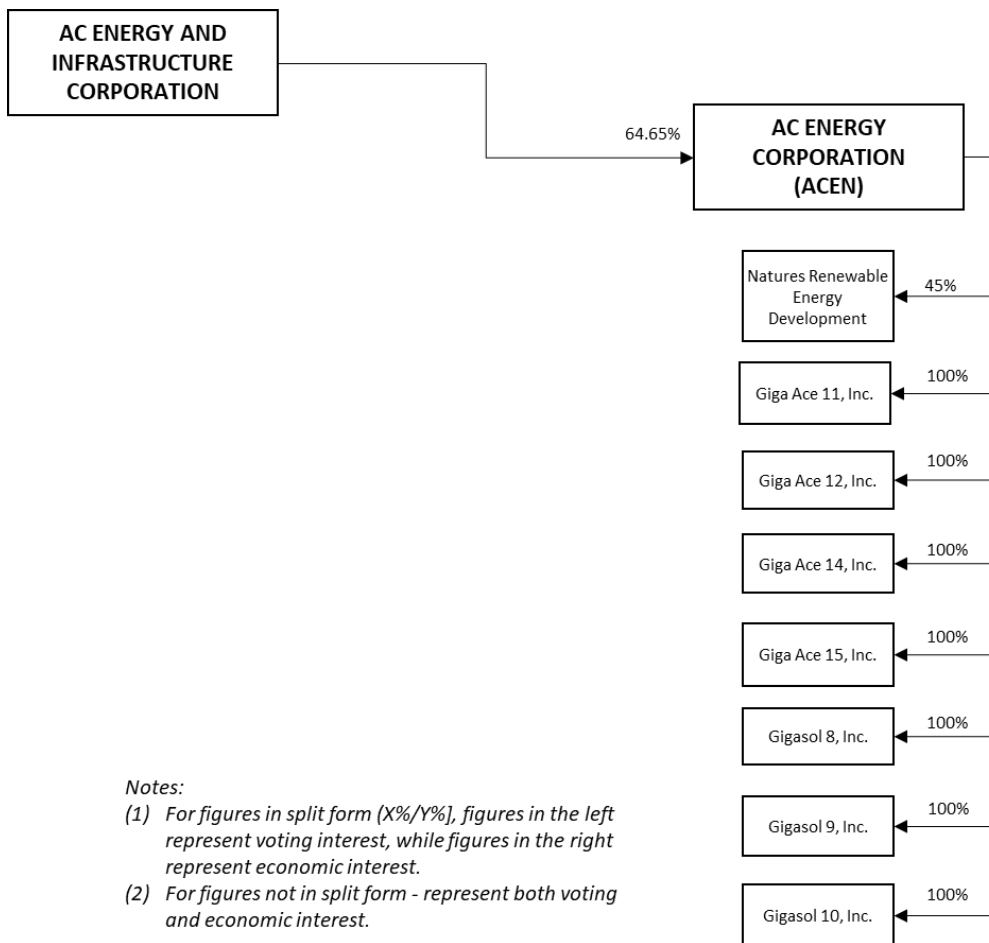 AC ENERGY AND
INFRASTRUCTURE
CORPORATION
64.65%
AC ENERGY
CORPORATION
(ACEN)
Natures Renewable
Energy
Development
45%
Giga Ace 11, Inc.
100%
Giga Ace 12, Inc.
100%
Giga Ace 14, Inc.
100%
Giga Ace 15, Inc.
100%
Gigasol 8, Inc.
100%
Gigasol 9, Inc.
100%
Gigasol 10, Inc.
100%
Notes:
(1) For figures in split form (X%/Y%], figures in the left
represent voting interest, while figures in the right
represent economic interest.
(2) For figures not in split form - represent both voting
and economic interest.